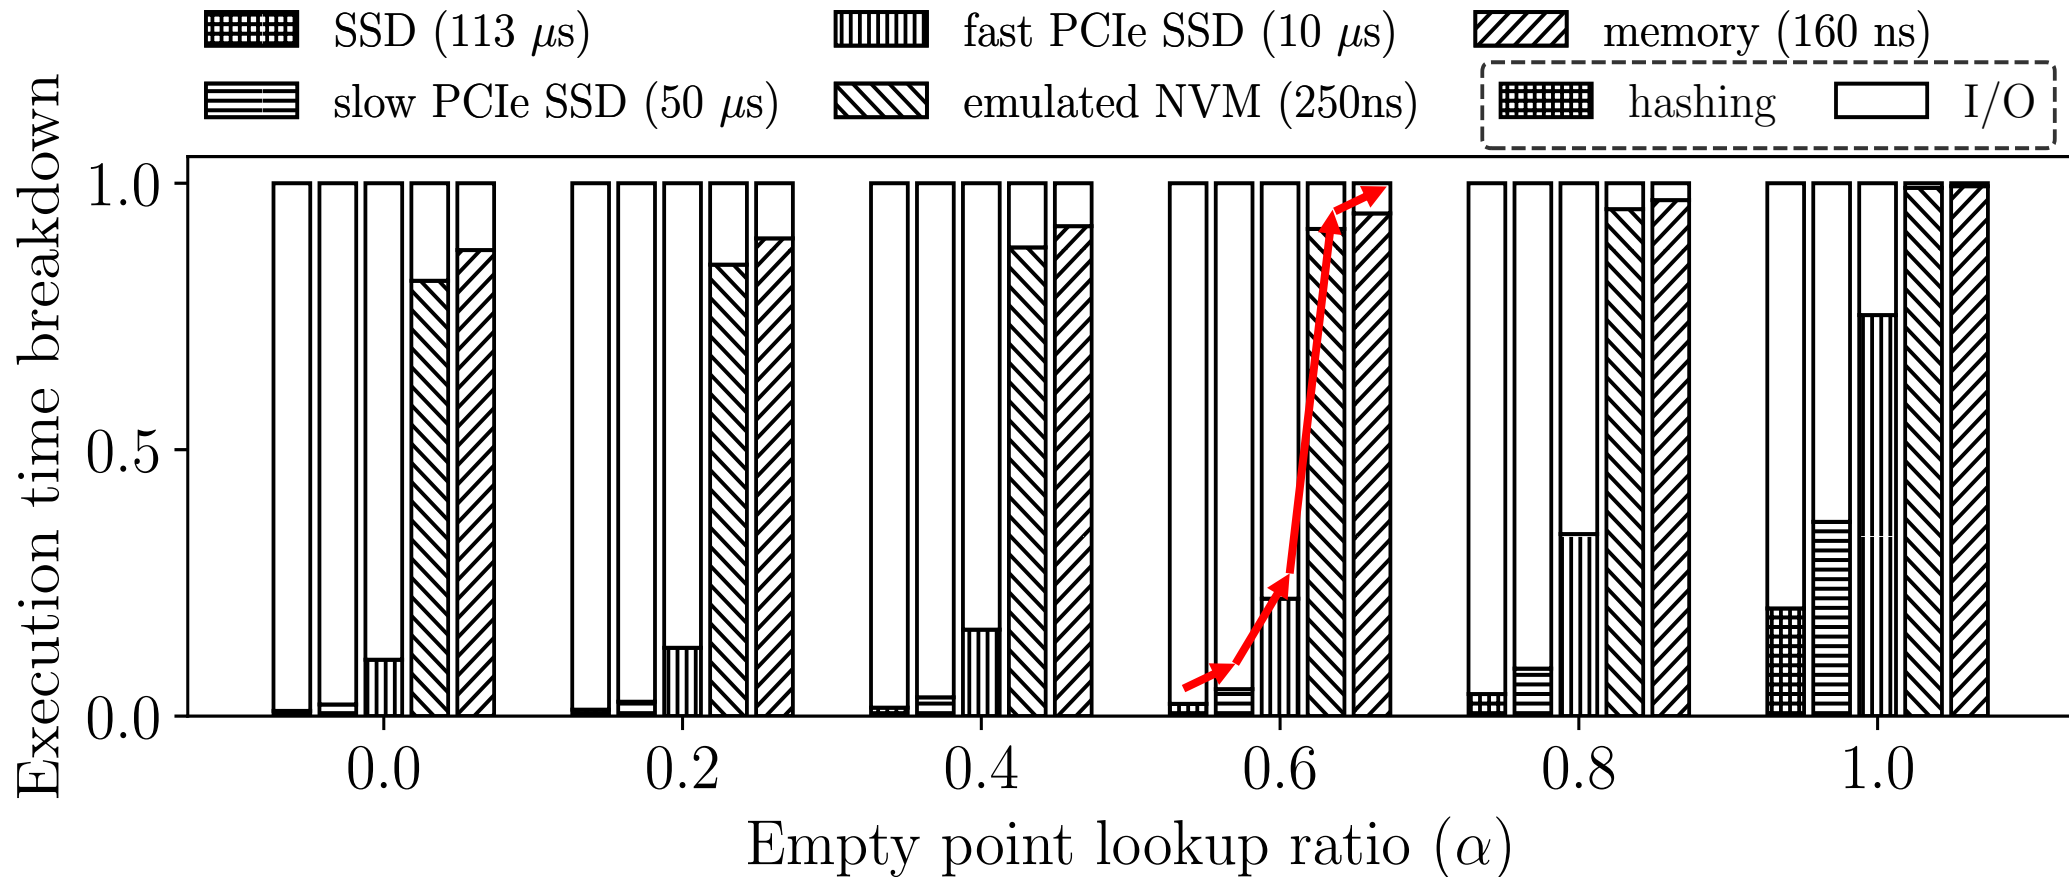 SSD (113 μs)
fast PCIe SSD (10 μs)
memory (160 ns)
slow PCIe SSD (50 μs)
emulated NVM (250ns)
hashing
I/O
Execution time breakdown
1.0
0.5
0.0
0.0 0.2 0.4 0.6 0.8 1.0
Empty point lookup ratio (α)